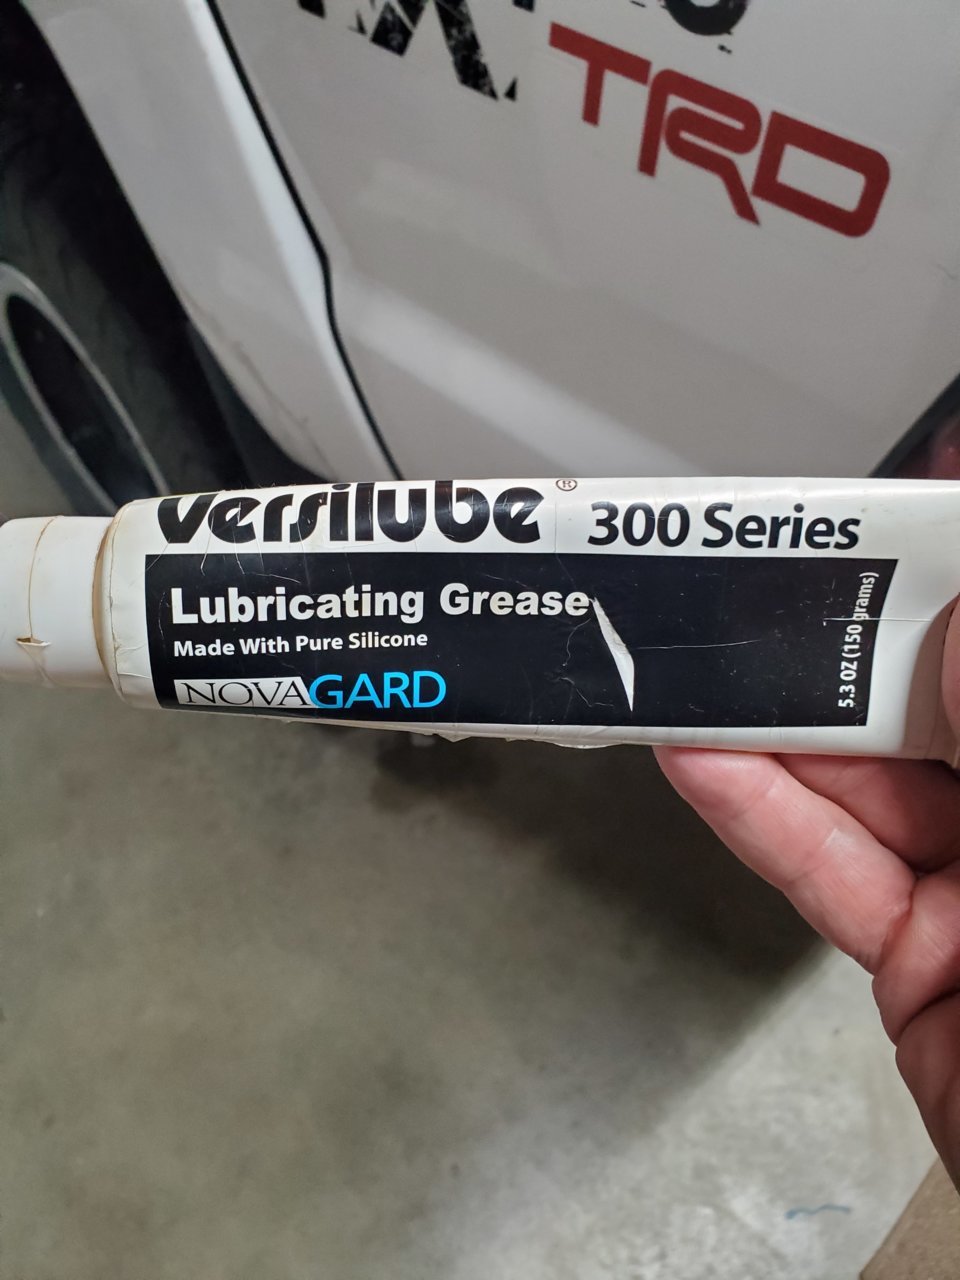 TRD
Versilube® 300 Series
Lubricating Grease
Made With Pure Silicone
NOVAGARD
5.3 OZ (150 grams)